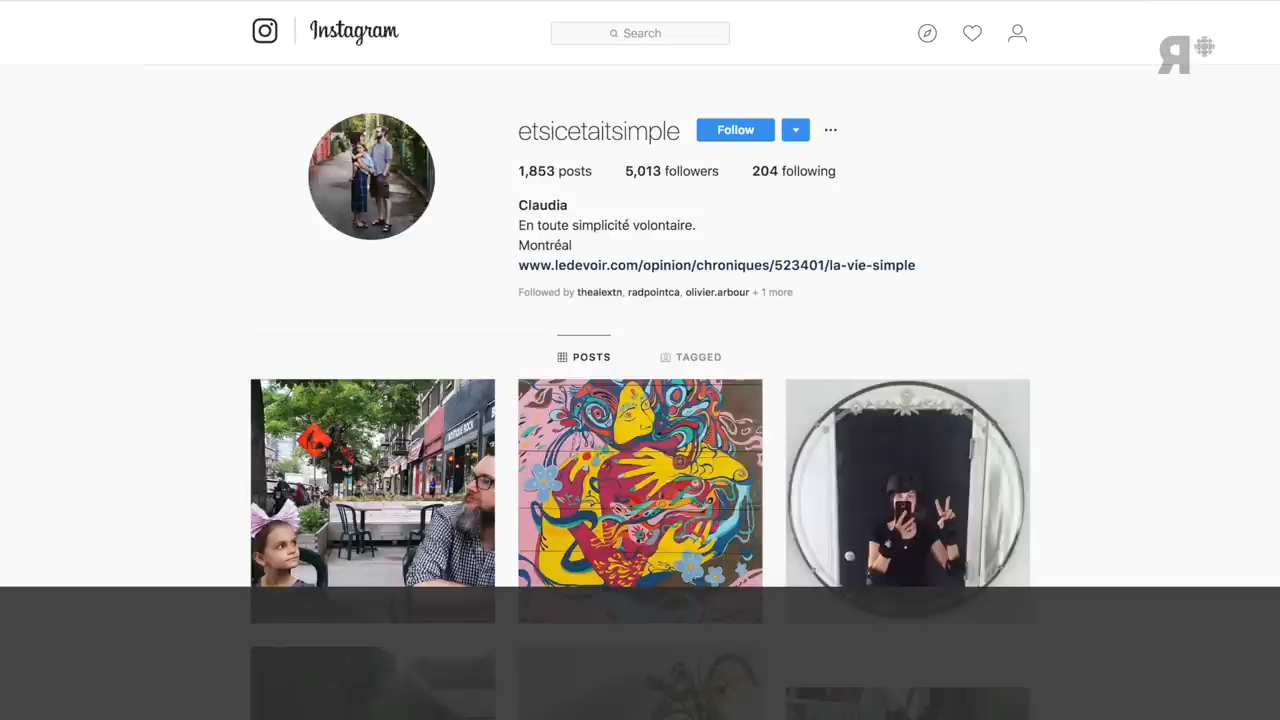 Instagram
Search
etsicetaitsimple
Follow
1,853 posts 5,013 followers 204 following
Claudia
En toute simplicité volontaire.
Montréal
www.ledevoir.com/opinion/chroniques/523401/la-vie-simple
Followed by thealextn, radpointca, olivier.arbour + 1 more
POSTS TAGGED